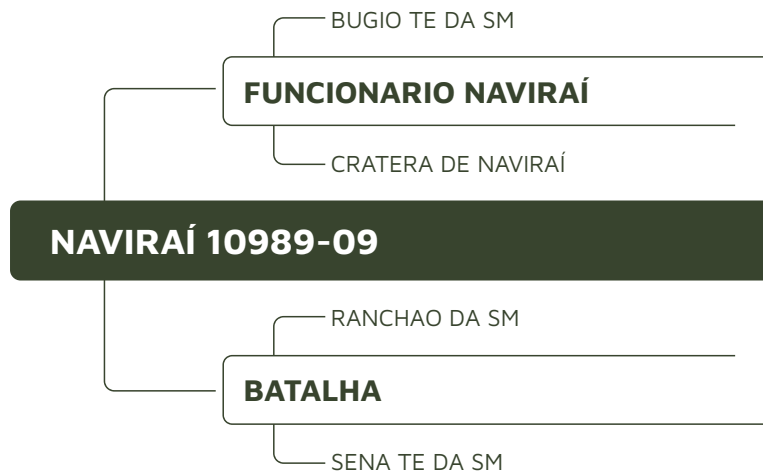 BUGIO TE DA SM
FUNCIONARIO NAVIRAÍ
CRATERA DE NAVIRAÍ
NAVIRAÍ 10989-09
RANCHAO DA SM
BATALHA
SENA TE DA SM